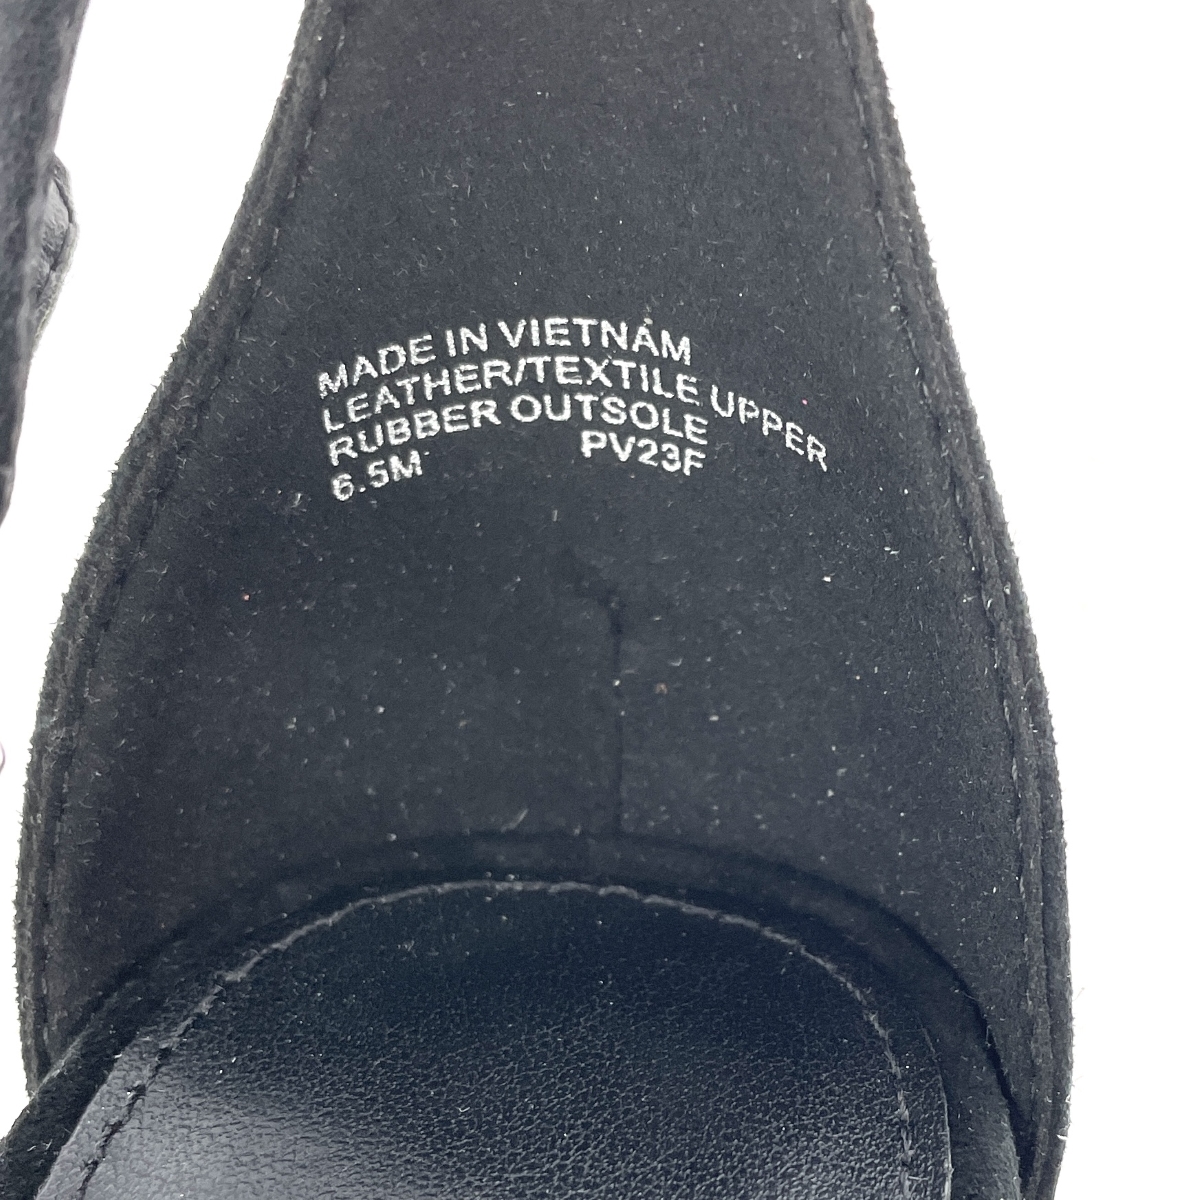 MADE IN VIETNAM
LEATHER/TEXTILE UPPER
RUBBER OUTSOLE
6.5M PV23F